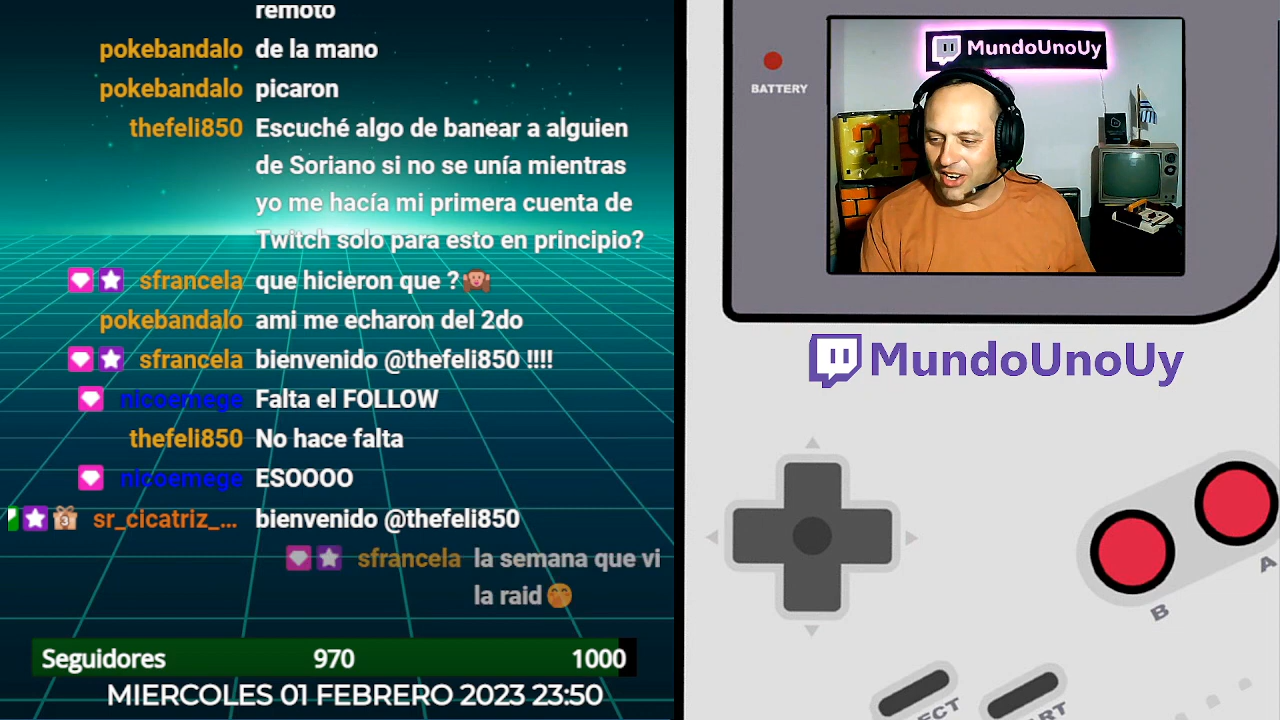 remoto
pokebandalo de la mano
pokebandalo picaron
thefeli850 Escuché algo de banear a alguien
de Soriano si no se unía mientras
yo me hacía mi primera cuenta de
Twitch solo para esto en principio?
sfrancela que hicieron que ?🙉
pokebandalo ami me echaron del 2do
sfrancela bienvenido @thefeli850 !!!!
nicoemege Falta el FOLLOW
thefeli850 No hace falta
nicoemege ESOOOO
3 sr_cicatriz_... bienvenido @thefeli850
sfrancela la semana que vi
la raid🤭
Seguidores 970 1000
MIERCOLES 01 FEBRERO 2023 23:50
MundoUnoUy
BATTERY
MundoUnoUy
A
B
ECT
RT